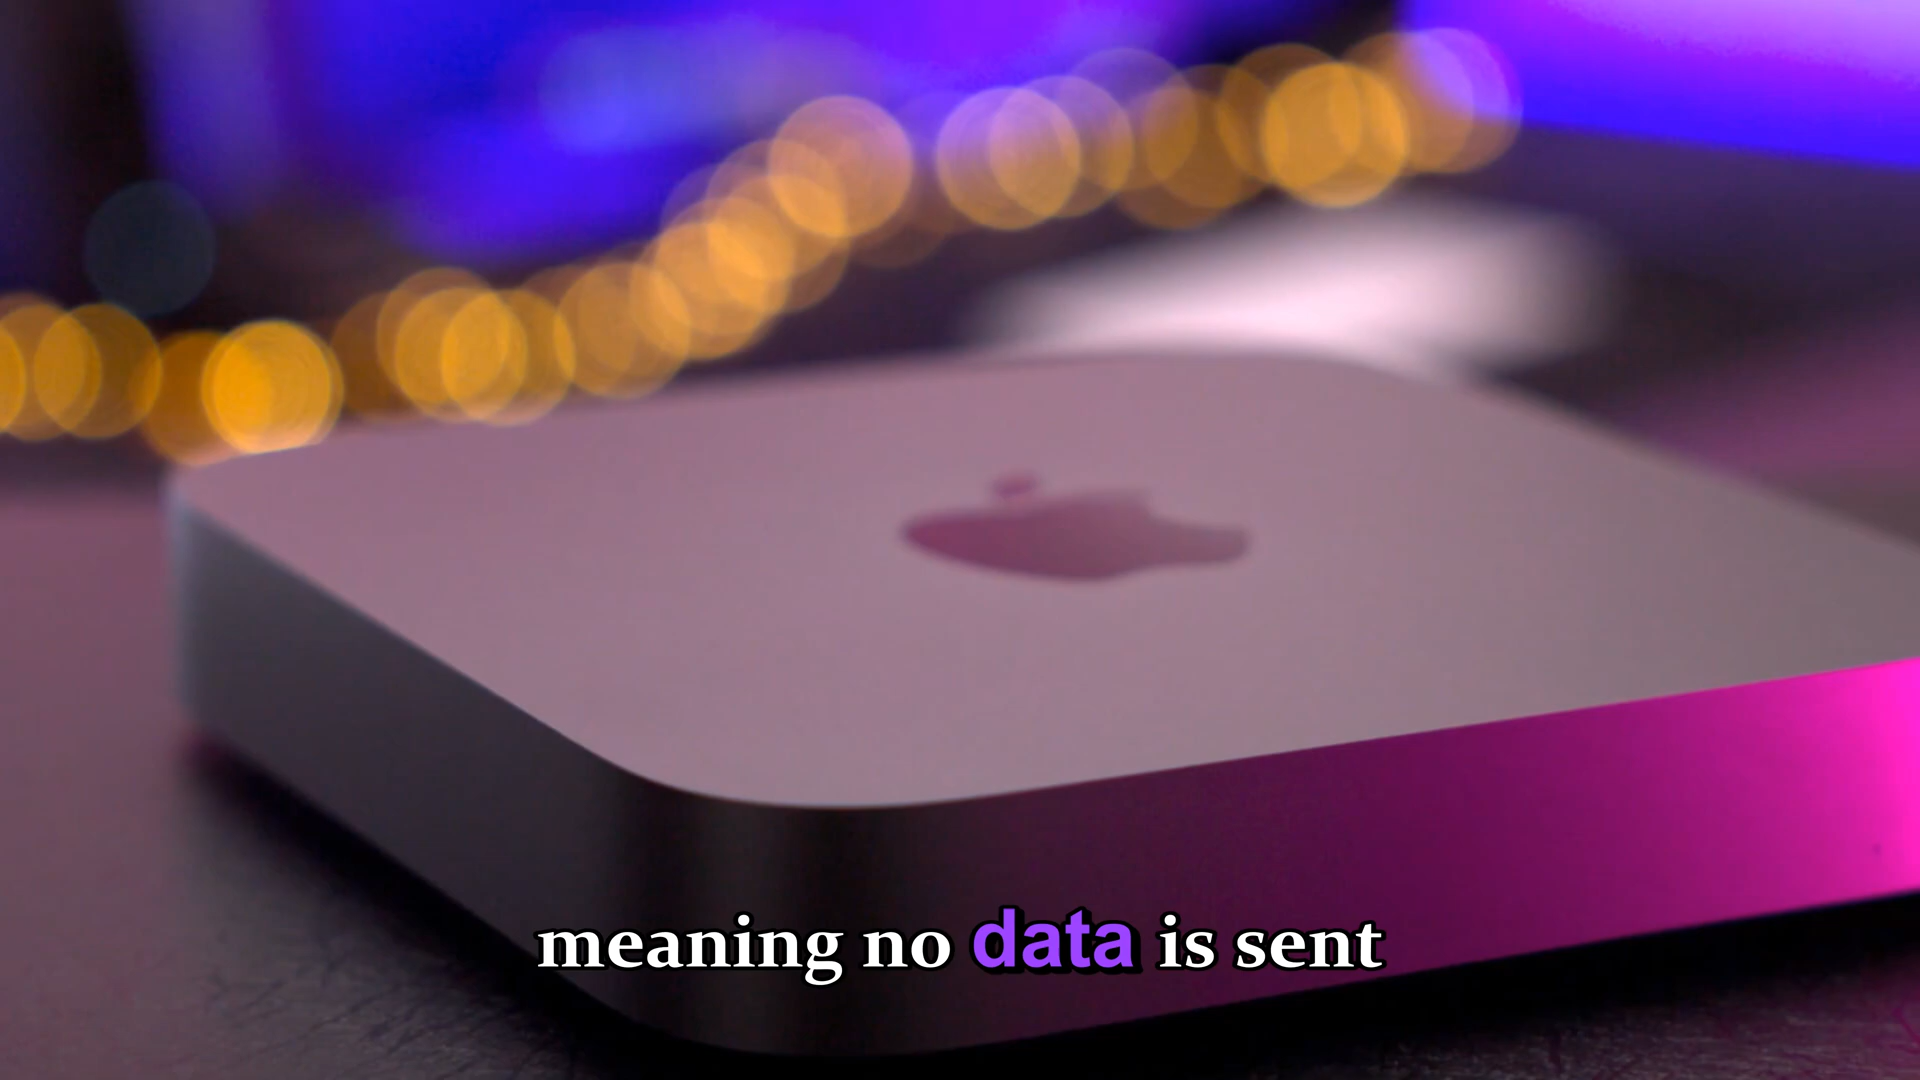 meaning no data is sent